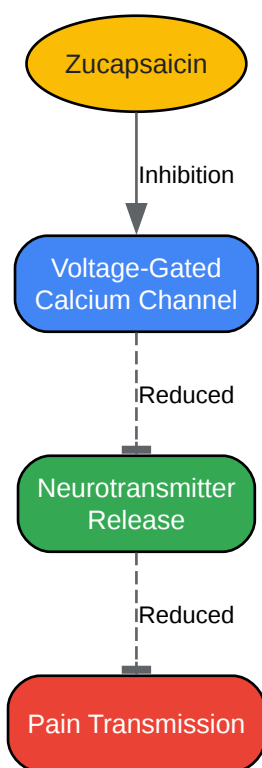 Zucapsaicin
Inhibition
Voltage-Gated
Calcium Channel
Reduced
Neurotransmitter
Release
Reduced
Pain Transmission